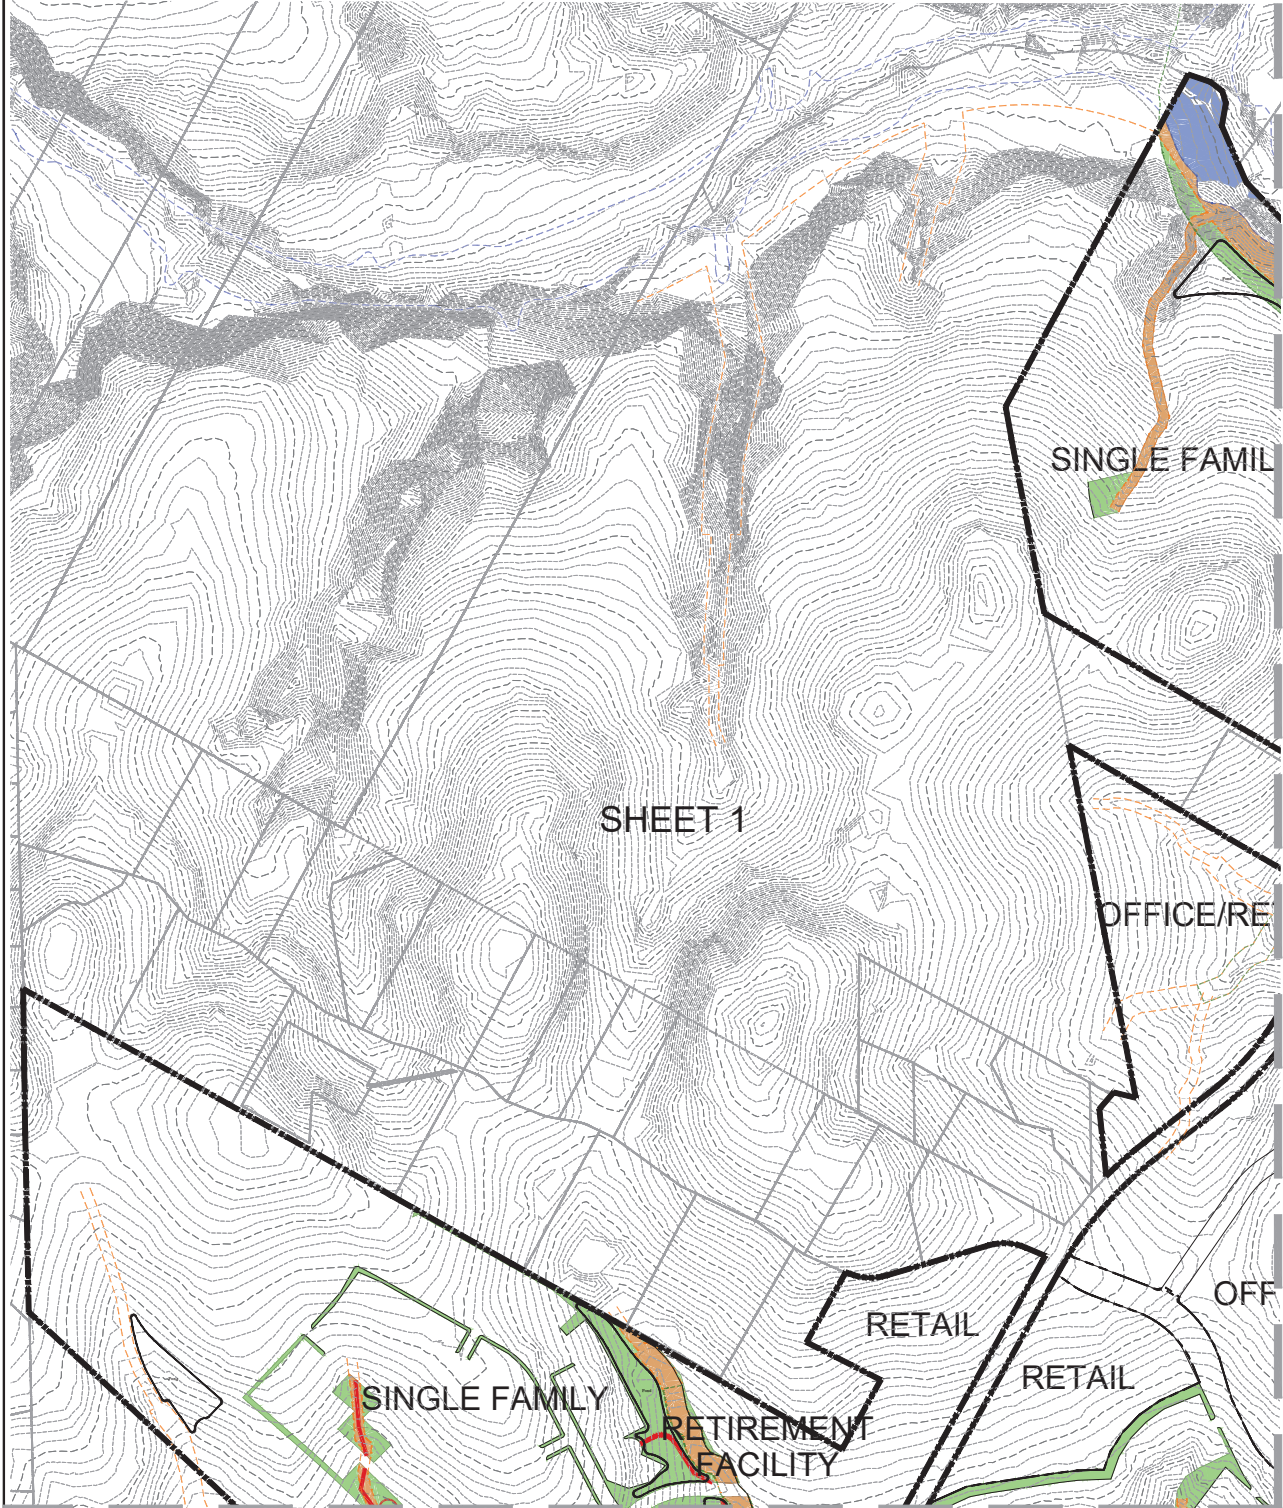 SINGLE FAMIL
SHEET 1
OFFICE/RE
OFF
RETAIL
RETAIL
SINGLE FAMILY
RETIREMENT
FACILITY